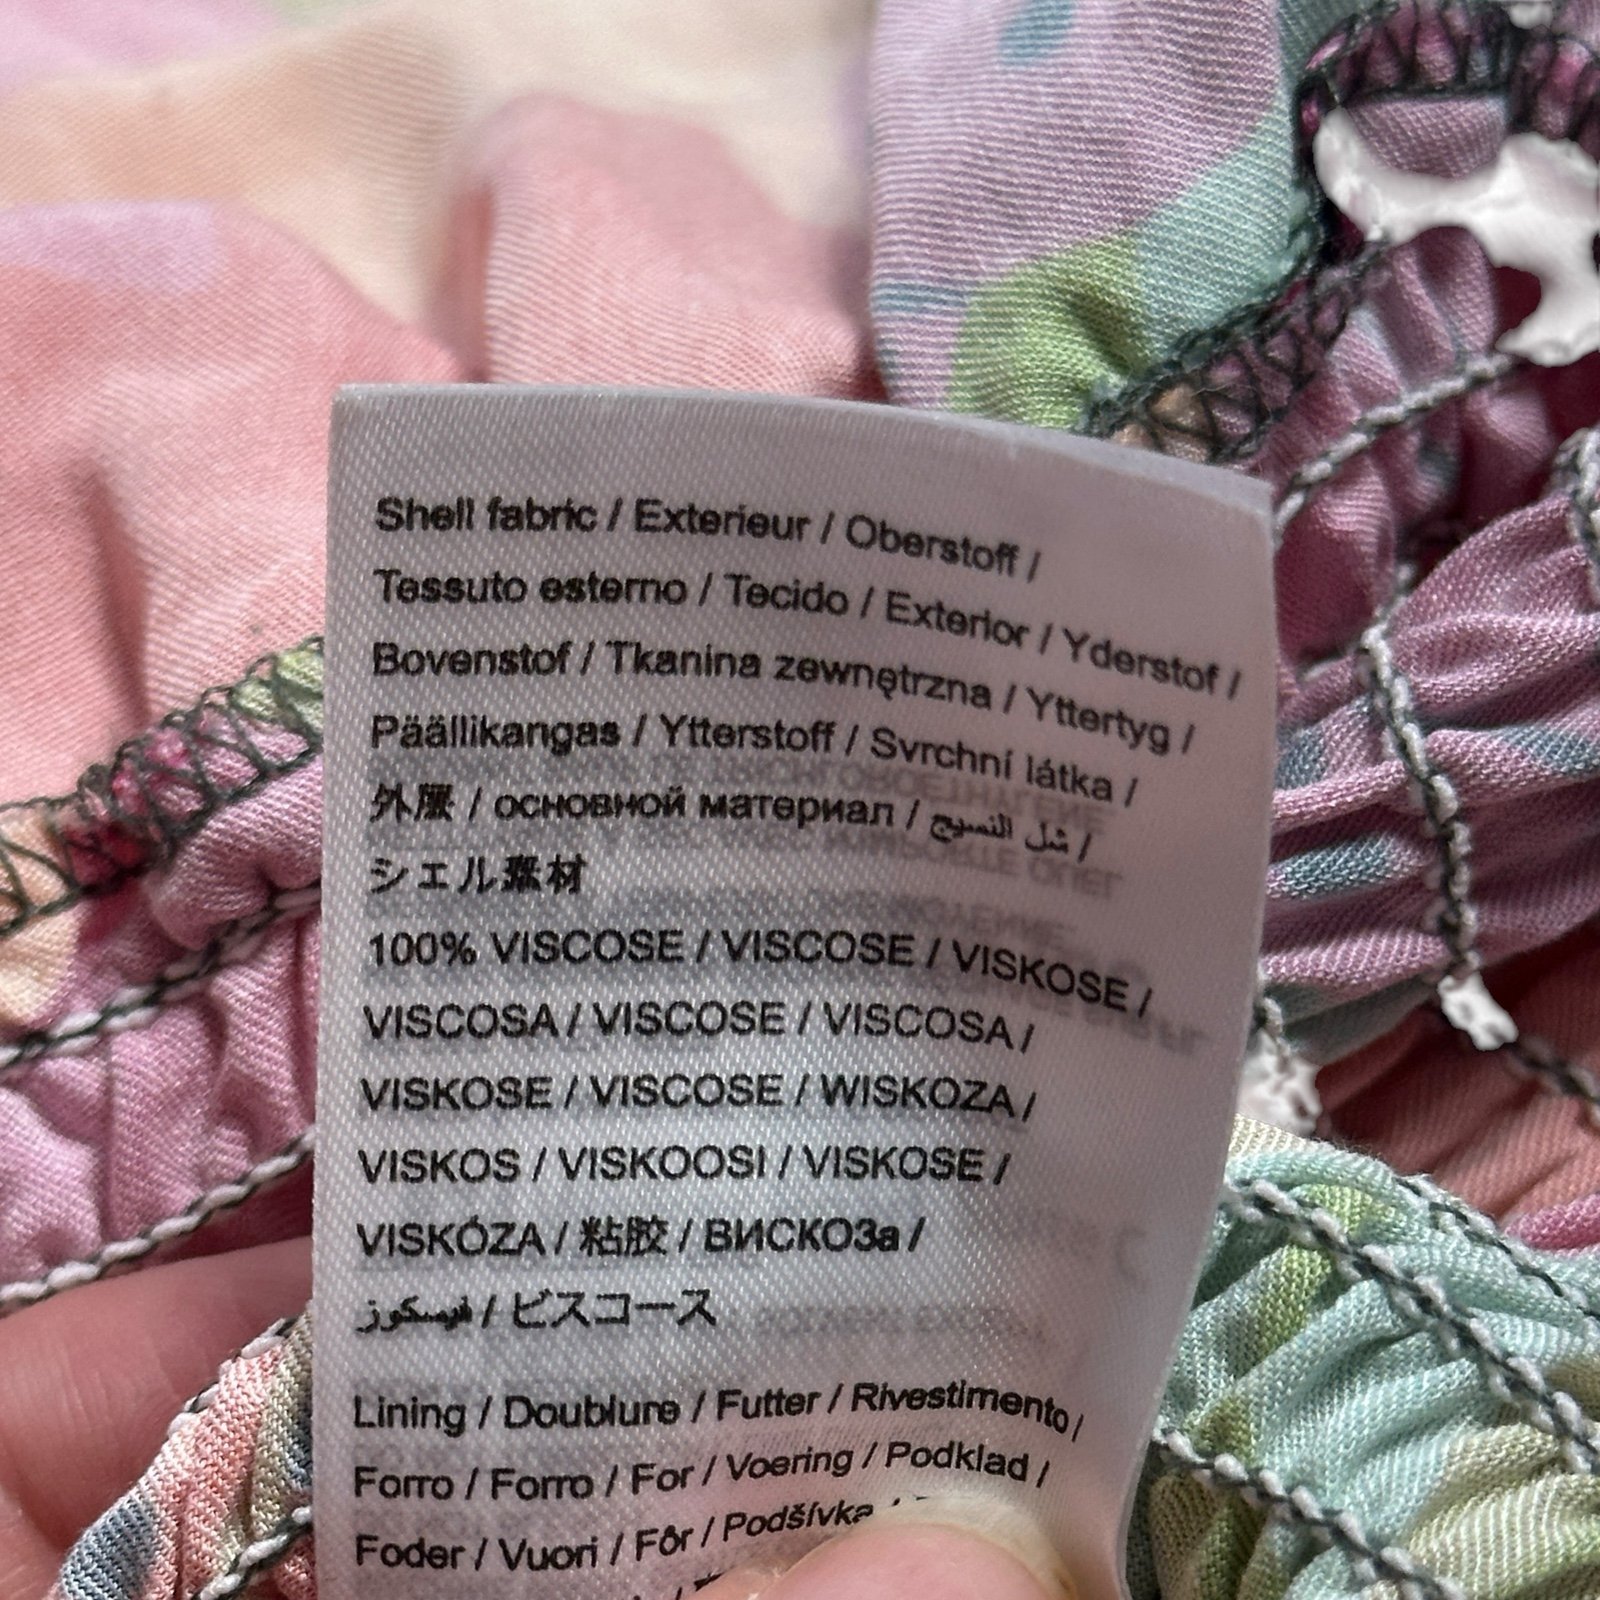 Shell fabric / Exterieur / Oberstoff /
Tessuto esterno / Tecido / Exterior / Yderstof /
Bovenstof / Tkanina zewnętrzna / Yttertyg /
Päällikangas / Ytterstoff / Svrchní látka /
外 / основной материал / شل النسيج /
シェル素材
100% VISCOSE / VISCOSE / VISKOSE /
VISCOSA / VISCOSE / VISCOSA /
VISKOSE / VISCOSE / WISKOZA /
VISKOS / VISKOOSI / VISKOSE /
VISKÓZA / 粘胶 / ВИСКОЗа /
فيسكوز / ビスコース
Lining / Doublure / Futter / Rivestimento /
Forro / Forro / For / Voering / Podklad /
Foder / Vuori / Fôr / Podšívka